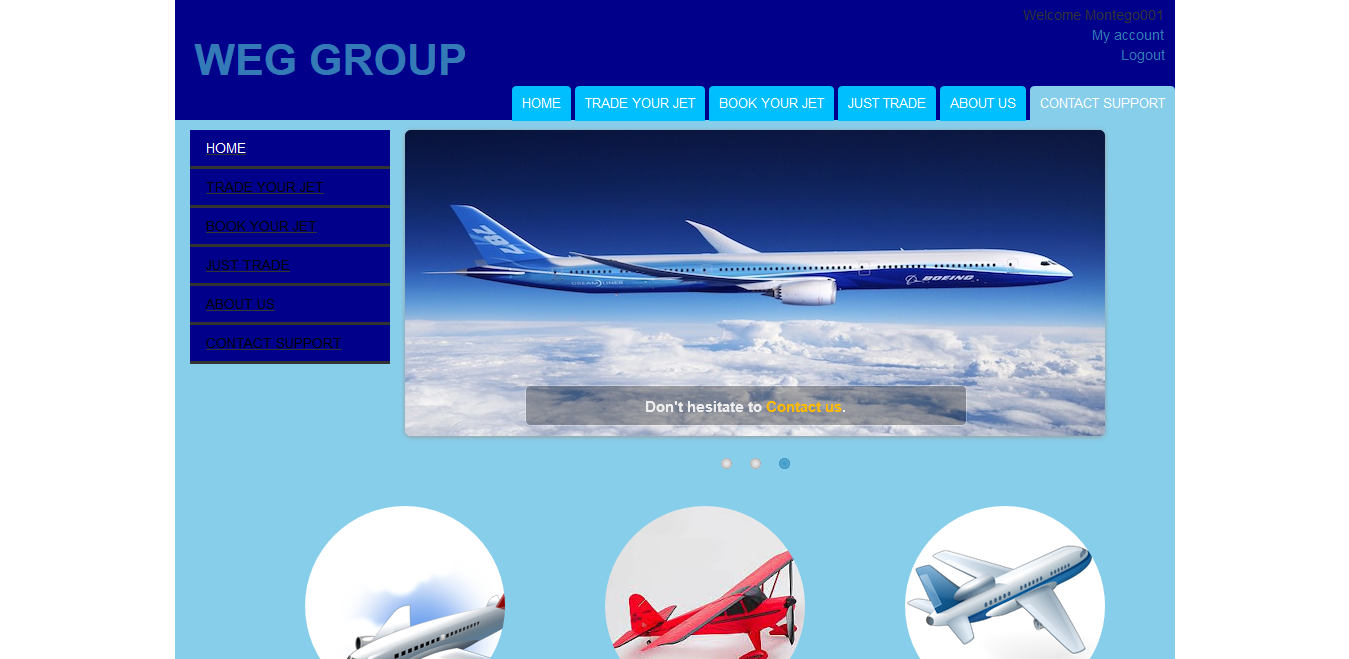 Welcome Montego001
My account
Logout
WEG GROUP
HOME
TRADE YOUR JET
BOOK YOUR JET
JUST TRADE
ABOUT US
CONTACT SUPPORT
HOME
TRADE YOUR JET
BOOK YOUR JET
JUST TRADE
ABOUT US
CONTACT SUPPORT
787
DREAMLINER
BOEING
Don't hesitate to Contact us.